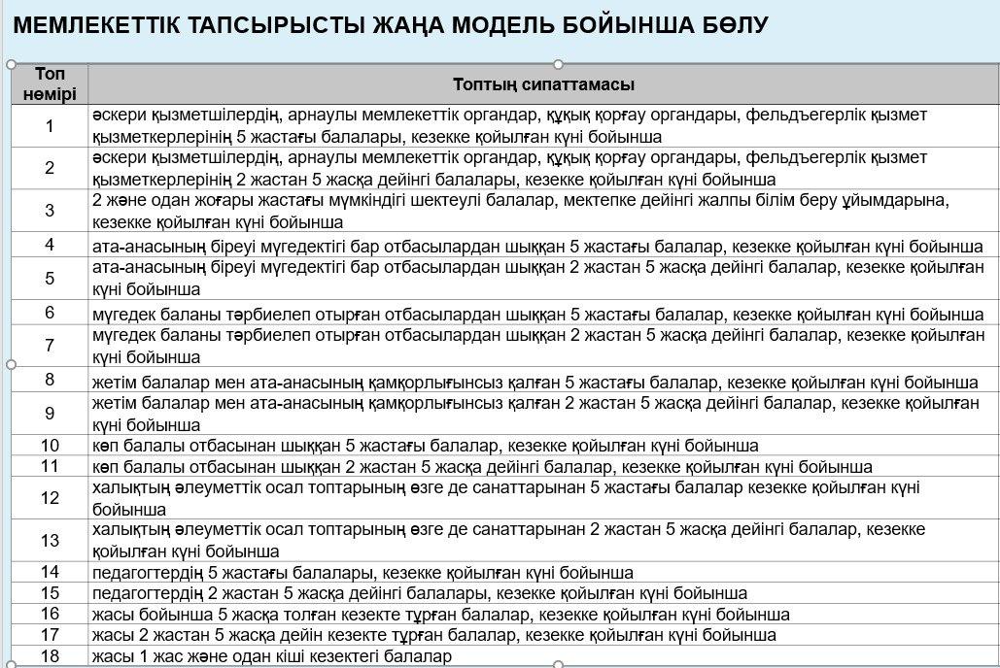 МЕМЛЕКЕТТІК ТАПСЫРЫСТЫ ЖАҢА МОДЕЛЬ БОЙЫНША БӨЛУ
Топ
нөмірі
Топтың сипаттамасы
1
әскери қызметшілердің, арнаулы мемлекеттік органдар, құқық қорғау органдары, фельдъегерлік қызмет
қызметкерлерінің 5 жастағы балалары, кезекке қойылған күні бойынша
2
әскери қызметшілердің, арнаулы мемлекеттік органдар, құқық қорғау органдары, фельдъегерлік қызмет
қызметкерлерінің 2 жастан 5 жасқа дейінгі балалары, кезекке қойылған күні бойынша
3
2 және одан жоғары жастағы мүмкіндігі шектеулі балалар, мектепке дейінгі жалпы білім беру ұйымдарына,
кезекке қойылған күні бойынша
4
ата-анасының біреуі мүгедектігі бар отбасылардан шыққан 5 жастағы балалар, кезекке қойылған күні бойынша
5
ата-анасының біреуі мүгедектігі бар отбасылардан шыққан 2 жастан 5 жасқа дейінгі балалар, кезекке қойылған
күні бойынша
6
мүгедек баланы тәрбиелеп отырған отбасылардан шыққан 5 жастағы балалар, кезекке қойылған күні бойынша
7
мүгедек баланы тәрбиелеп отырған отбасылардан шыққан 2 жастан 5 жасқа дейінгі балалар, кезекке қойылған
күні бойынша
8
жетім балалар мен ата-анасының қамқорлығынсыз қалған 5 жастағы балалар, кезекке қойылған күні бойынша
9
жетім балалар мен ата-анасының қамқорлығынсыз қалған 2 жастан 5 жасқа дейінгі балалар, кезекке қойылған
күні бойынша
10
көп балалы отбасынан шыққан 5 жастағы балалар, кезекке қойылған күні бойынша
11
көп балалы отбасынан шыққан 2 жастан 5 жасқа дейінгі балалар, кезекке қойылған күні бойынша
12
халықтың әлеуметтік осал топтарының өзге де санаттарынан 5 жастағы балалар кезекке қойылған күні
бойынша
13
халықтың әлеуметтік осал топтарының өзге де санаттарынан 2 жастан 5 жасқа дейінгі балалар, кезекке
қойылған күні бойынша
14
педагогтердің 5 жастағы балалары, кезекке қойылған күні бойынша
15
педагогтердің 2 жастан 5 жасқа дейінгі балалары, кезекке қойылған күні бойынша
16
жасы бойынша 5 жасқа толған кезекте тұрған балалар, кезекке қойылған күні бойынша
17
жасы 2 жастан 5 жасқа дейін кезекте тұрған балалар, кезекке қойылған күні бойынша
18
жасы 1 жас және одан кіші кезектегі балалар